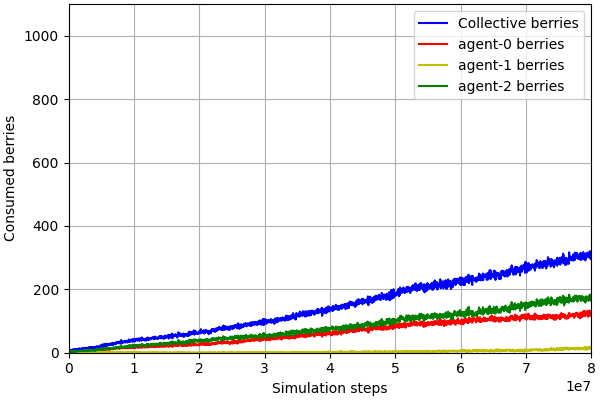 Collective berries
agent-0 berries
agent-1 berries
agent-2 berries
Consumed berries
1000
800
600
400
200
0
0 1 2 3 4 5 6 7 8
Simulation steps
1e7